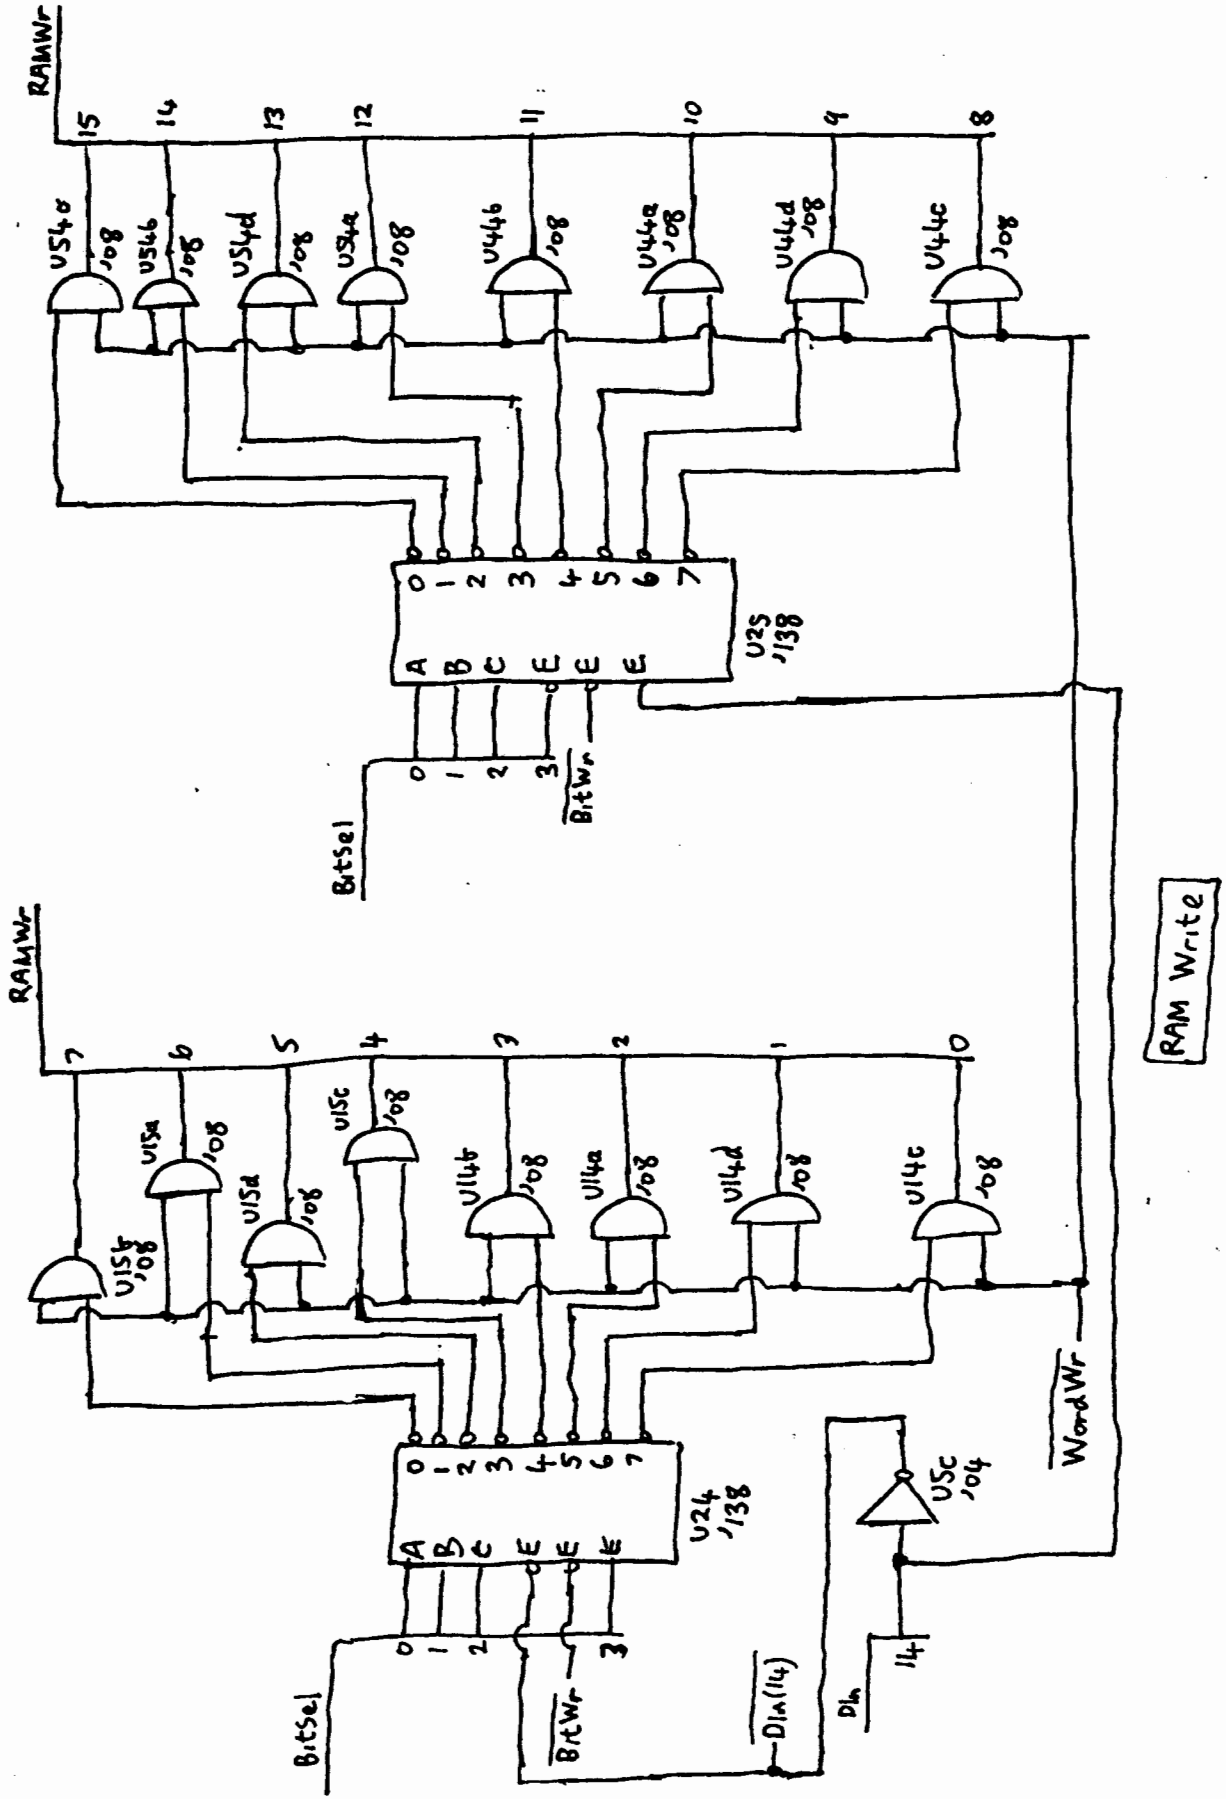 RAMWr
7
6
5
4
3
2
1
0
U15b
'08
U15a
'08
U15d
'08
U15c
'08
U14b
'08
U14a
'08
U14d
'08
U14c
'08
0
1
2
3
4
5
6
7
A
B
C
E
E
E
U24
'138
BitSel
0
1
2
3
BitWr
DIn(14)
DIn
14
U5c
'04
WordWr
RAMWr
15
14
13
12
11
10
9
8
'08
U54b
'08
U54d
'08
U54a
'08
U44b
'08
U44a
'08
U44d
'08
U44c
'08
0
1
2
3
4
5
6
7
A
B
C
E
E
E
U25
'138
BitSel
0
1
2
3
BitWr
RAM Write